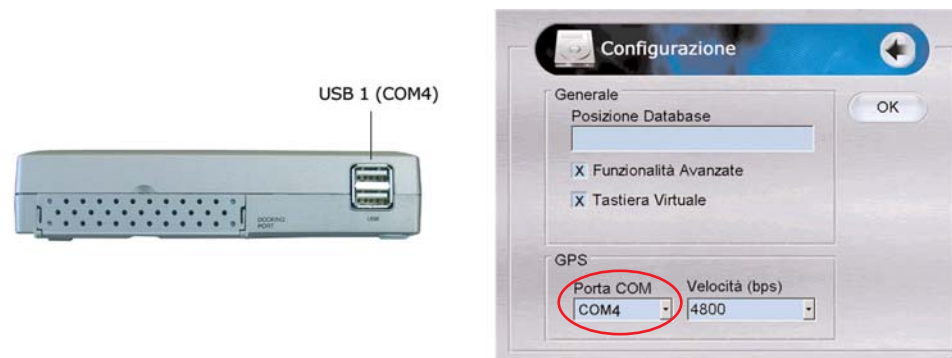 USB 1 (COM4)
DOCKING
PORT
USB
Configurazione
Generale
Posizione Database
OK
X Funzionalità Avanzate
X Tastiera Virtuale
GPS
Porta COM
Velocità (bps)
COM4
4800